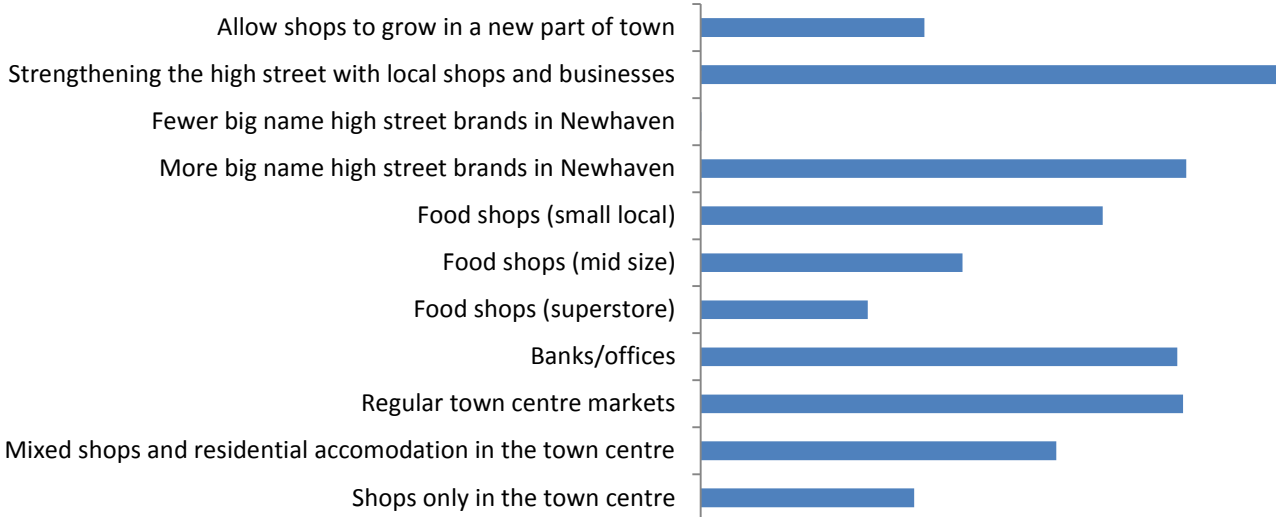 Allow shops to grow in a new part of town
Strengthening the high street with local shops and businesses
Fewer big name high street brands in Newhaven
More big name high street brands in Newhaven
Food shops (small local)
Food shops (mid size)
Food shops (superstore)
Banks/offices
Regular town centre markets
Mixed shops and residential accomodation in the town centre
Shops only in the town centre